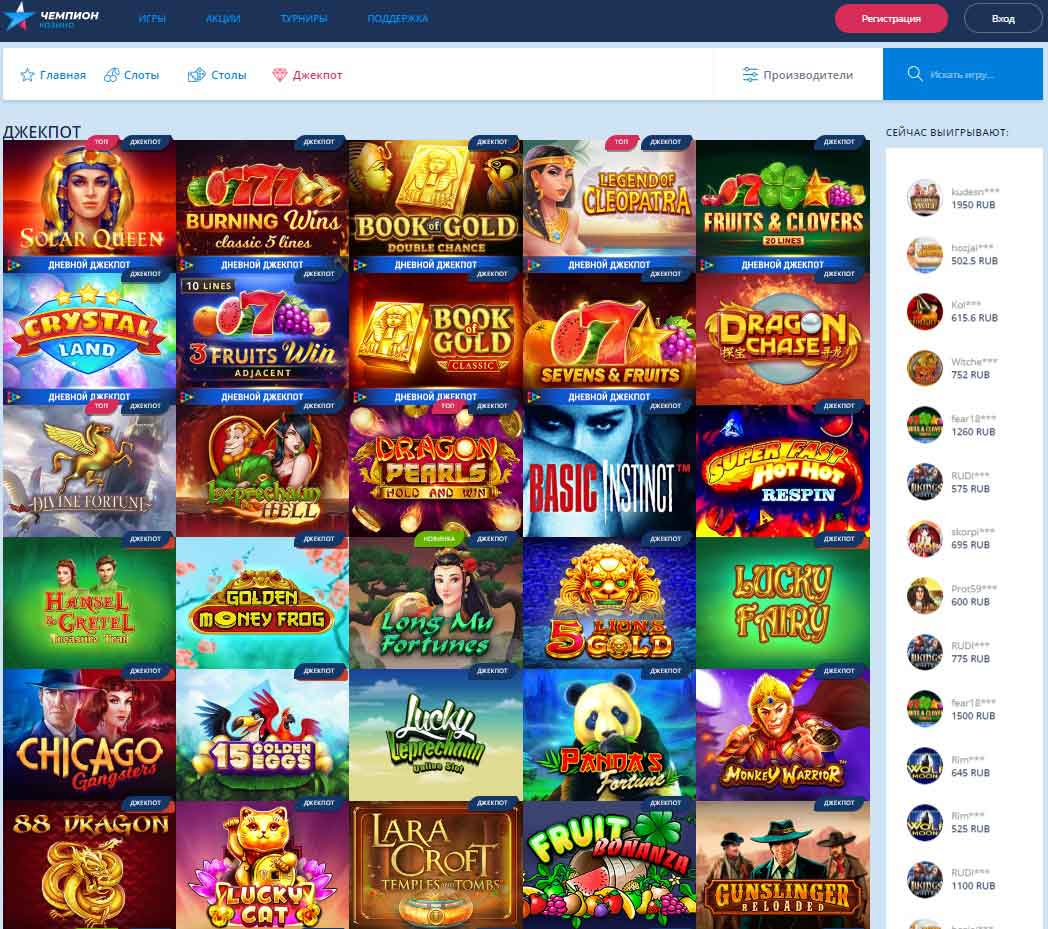 ЧЕМПИОН
КОЗИНО
ИГРЫ АКЦИИ ТУРНИРЫ ПОДДЕРЖКА Регистрация Вход
Главная Слоты Столы Джекпот Производители Искать игру...
ДЖЕКПОТ
СЕЙЧАС ВЫИГРЫВАЮТ:
ТОП ДЖЕКПОТ
SOLAR QUEEN
ДНЕВНОЙ ДЖЕКПОТ
ДЖЕКПОТ
777
BURNING Wins
classic 5 lines
ДНЕВНОЙ ДЖЕКПОТ
ДЖЕКПОТ
BOOK of GOLD
DOUBLE CHANCE
ДНЕВНОЙ ДЖЕКПОТ
ТОП ДЖЕКПОТ
LEGEND OF
CLEOPATRA
ДНЕВНОЙ ДЖЕКПОТ
ДЖЕКПОТ
FRUITS & CLOVERS
20 LINES
ДНЕВНОЙ ДЖЕКПОТ
ДЖЕКПОТ
CRYSTAL
LAND
ДНЕВНОЙ ДЖЕКПОТ
ДЖЕКПОТ
10 LINES
7
3 FRUITS Win
ADJACENT
ДНЕВНОЙ ДЖЕКПОТ
ДЖЕКПОТ
BOOK
of
GOLD
CLASSIC
ДНЕВНОЙ ДЖЕКПОТ
ДЖЕКПОТ
7
SEVENS & FRUITS
ДНЕВНОЙ ДЖЕКПОТ
ДЖЕКПОТ
DRAGON
CHASE
ТОП ДЖЕКПОТ
DIVINE FORTUNE
ДЖЕКПОТ
Leprechaun
HELL
ТОП ДЖЕКПОТ
DRAGON
PEARLS
HOLD AND WIN
ДЖЕКПОТ
BASIC INSTINCT™
ДЖЕКПОТ
SUPER FAST
HOT HOT
RESPIN
ДЖЕКПОТ
HANSEL
& GRETEL
Treasure Trail
ДЖЕКПОТ
GOLDEN
MONEY FROG
НОВИНКА ДЖЕКПОТ
Long Mu
Fortunes
ДЖЕКПОТ
5 LIONS
GOLD
ДЖЕКПОТ
LUCKY
FAIRY
ДЖЕКПОТ
CHICAGO
Gangsters
ДЖЕКПОТ
15 GOLDEN
EGGS
ДЖЕКПОТ
Lucky
Leprechaun
Online Slot
ДЖЕКПОТ
PANDA'S
Fortune
ДЖЕКПОТ
MONKEY WARRIOR™
ДЖЕКПОТ
88 DRAGON
ДЖЕКПОТ
LUCKY
CAT
ДЖЕКПОТ
LARA
CROFT
TEMPLES AND TOMBS
ДЖЕКПОТ
FRUIT
BONANZA
ДЖЕКПОТ
GUNSLINGER
RELOADED
kudesn***
1950 RUB
hozjai***
502.5 RUB
Kol***
615.6 RUB
Witche***
752 RUB
fear18***
1260 RUB
RUDI***
575 RUB
skorpi***
695 RUB
Prot59***
600 RUB
RUDI***
775 RUB
fear18***
1500 RUB
Rim***
645 RUB
Rim***
525 RUB
RUDI***
1100 RUB